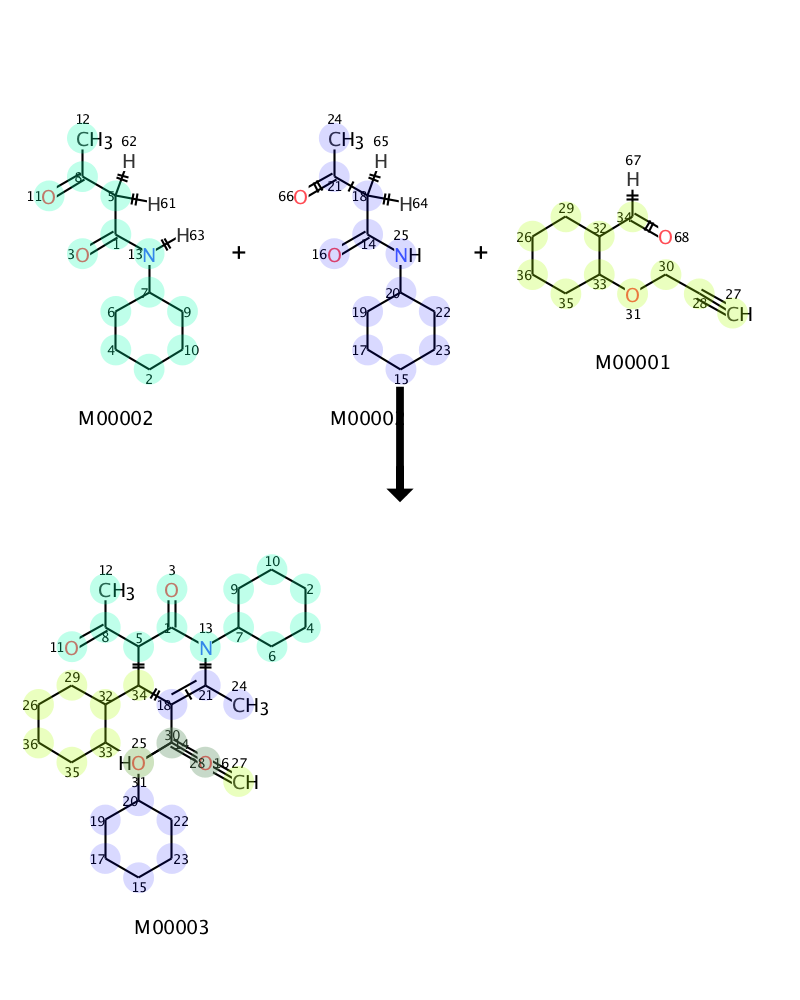 12 24
CH3 62 CH3 65 67
H H H
8 21 29 34
11O 5 H61 66O 18 H64 26 32 O68
1 H63 14 25 30 27
3O 13N + 16O NH + 36 33 O 28 CH
7 20 35 31
6 9 19 22
4 10 17 23
2 15
M00001
M00002 M0000
12 3 10
CH3 O 9 2
8 1 13
11O 5 N 7 4
29 6
26 32 34 18 21 24
CH3
36 33 25 30 14
35 HO 28 O 16 27
31 CH
20
19 22
17 23
15
M00003